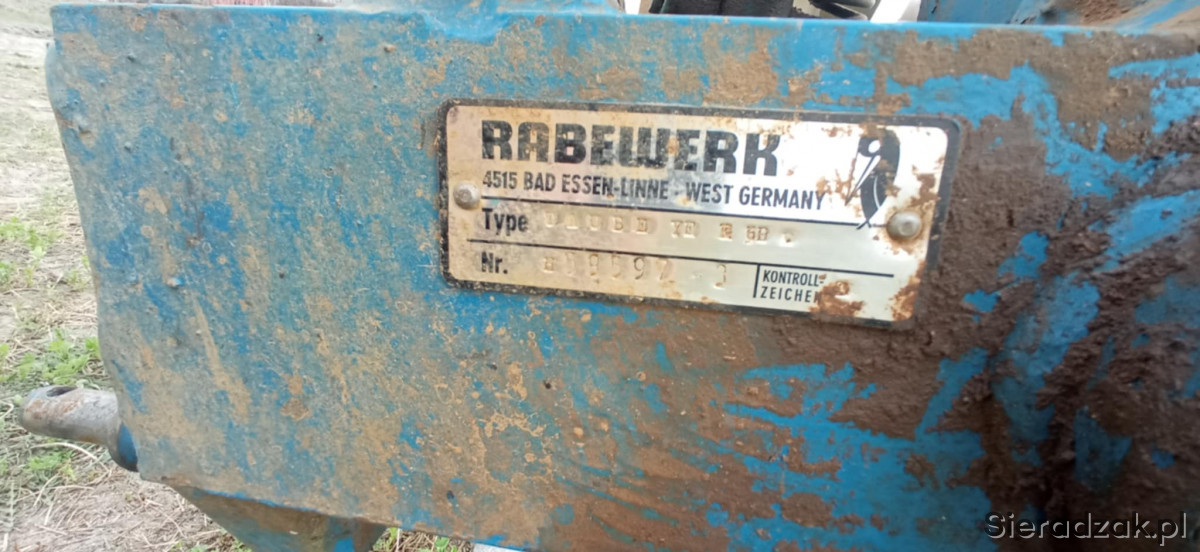 RABEWERK
4515 BAD ESSEN-LINNE - WEST GERMANY
Type
Nr.
KONTROLL-
ZEICHEN
Sieradzak.pl